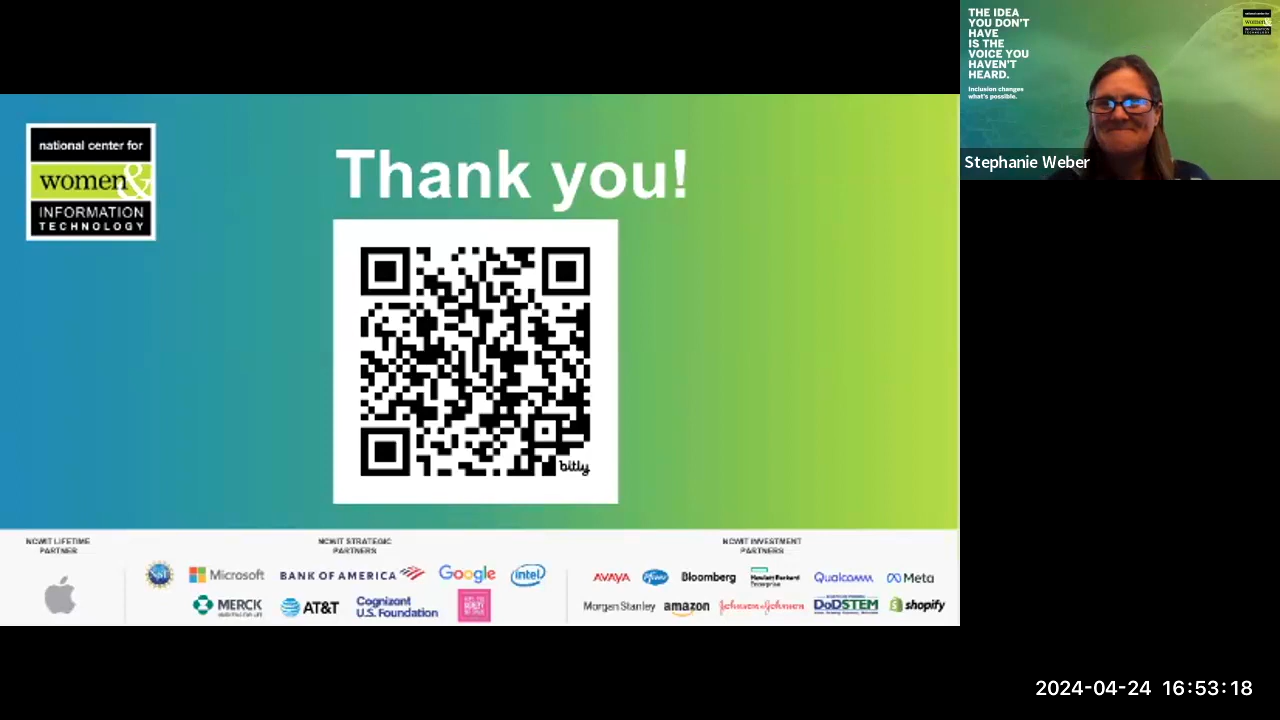 THE IDEA
YOU DON'T
HAVE
IS THE
VOICE YOU
HAVEN'T
HEARD.
Inclusion changes
what's possible.
Stephanie Weber
national center for
women&
INFORMATION
TECHNOLOGY
Thank you!
bitly
NCWIT LIFETIME
PARTNER
NCWIT STRATEGIC
PARTNERS
NSF
Microsoft
BANK OF AMERICA
Google
intel
MERCK
AT&T
Cognizant
U.S. Foundation
NCWIT INVESTMENT
PARTNERS
AVAYA
Pfizer
Bloomberg
Hewlett Packard
Enterprise
Qualcomm
Meta
Morgan Stanley
amazon
Johnson & Johnson
DoDSTEM
shopify
2024-04-24 16:53:18